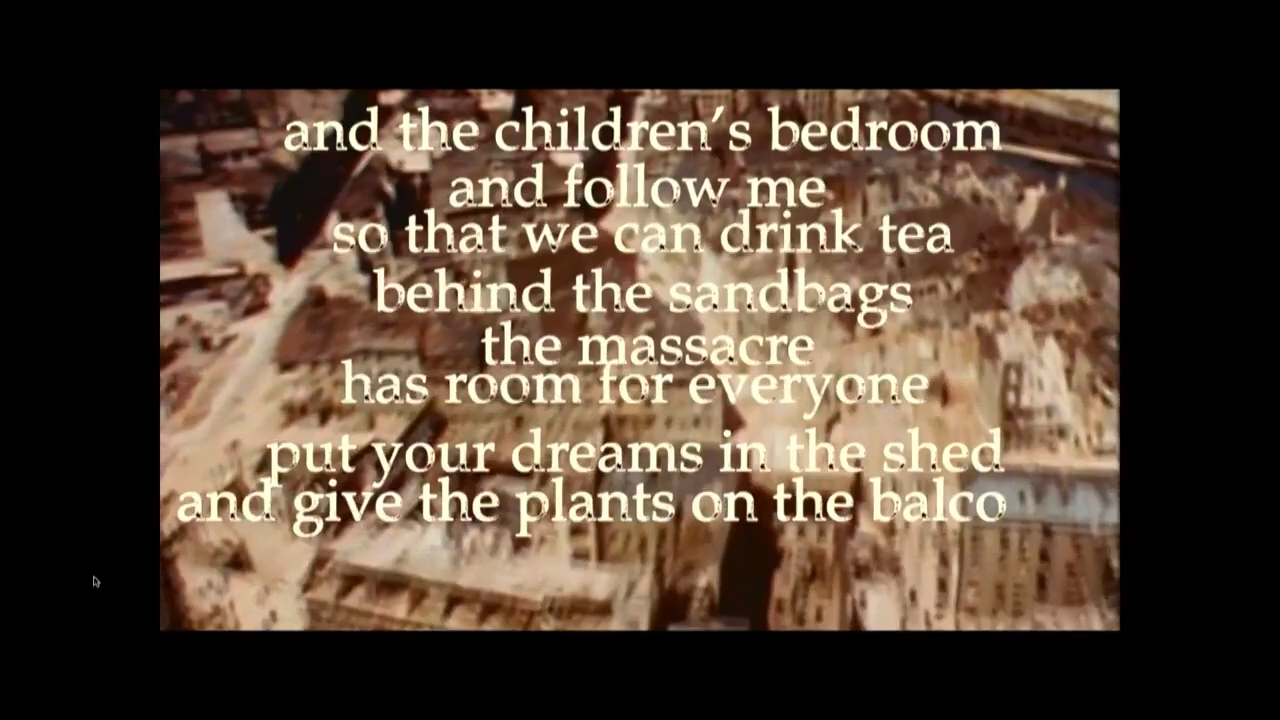 and the children’s bedroom
and follow me
so that we can drink tea
behind the sandbags
the massacre
has room for everyone
put your dreams in the shed
and give the plants on the balco